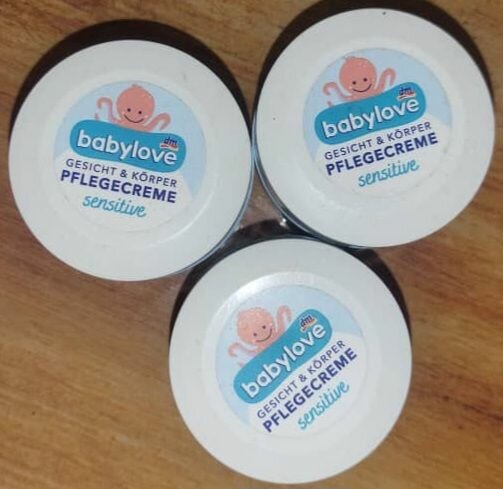 dm
babylove
GESICHT & KÖRPER
PFLEGECREME
sensitive
dm
babylove
GESICHT & KÖRPER
PFLEGECREME
sensitive
dm
babylove
GESICHT & KÖRPER
PFLEGECREME
sensitive